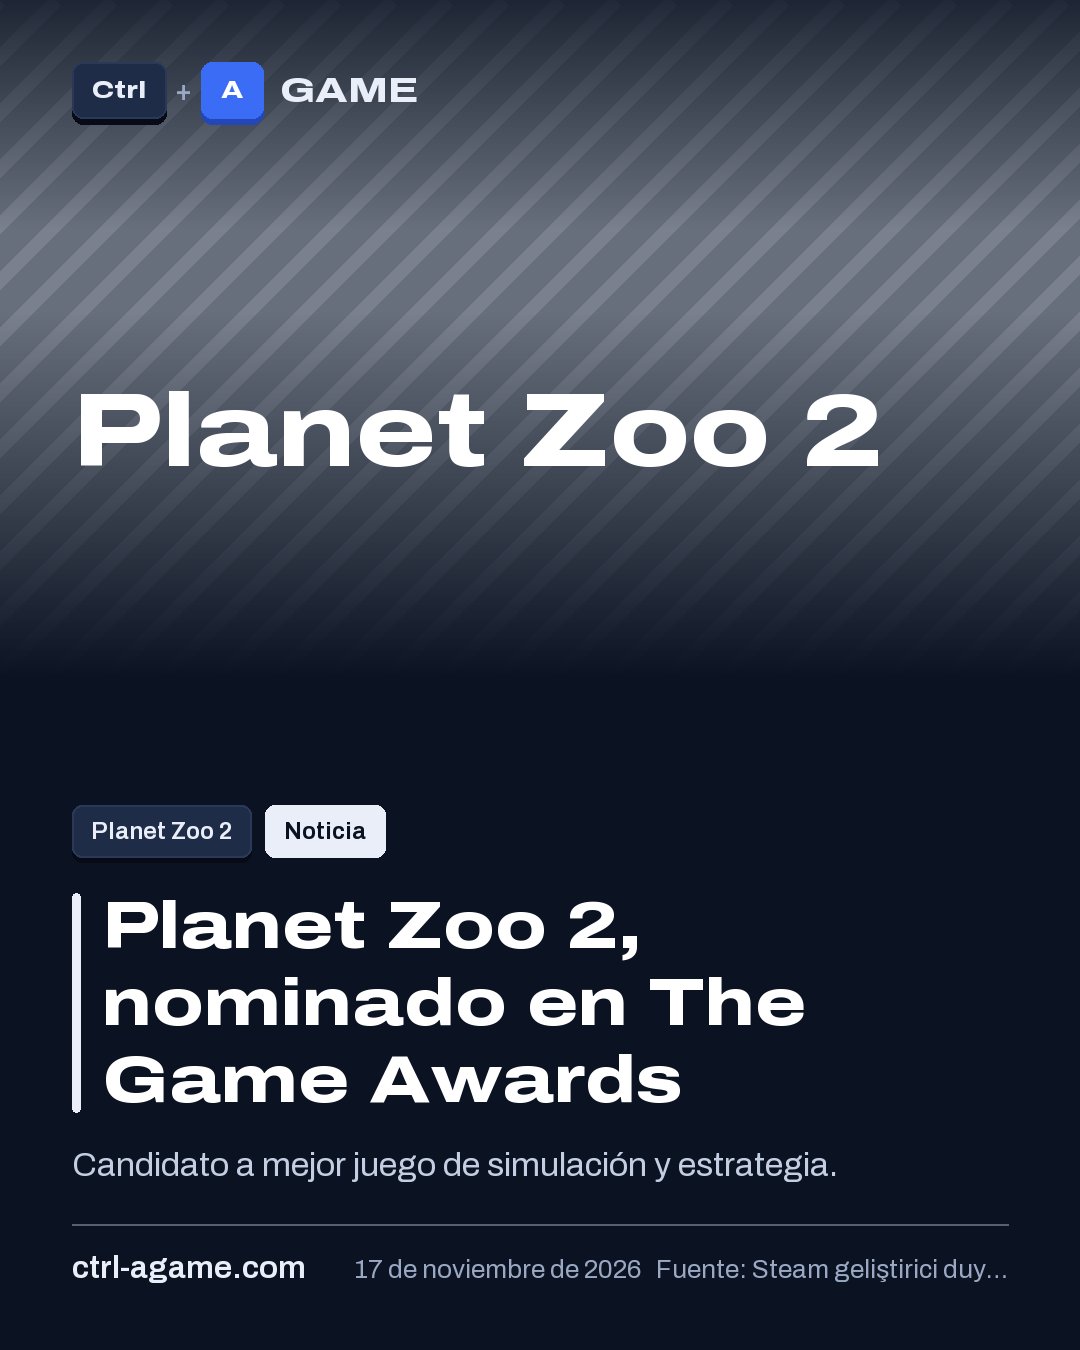 Ctrl + A GAME
Planet Zoo 2
Planet Zoo 2 Noticia
Planet Zoo 2,
nominado en The
Game Awards
Candidato a mejor juego de simulación y estrategia.
ctrl-agame.com 17 de noviembre de 2026 Fuente: Steam geliştirici duy…